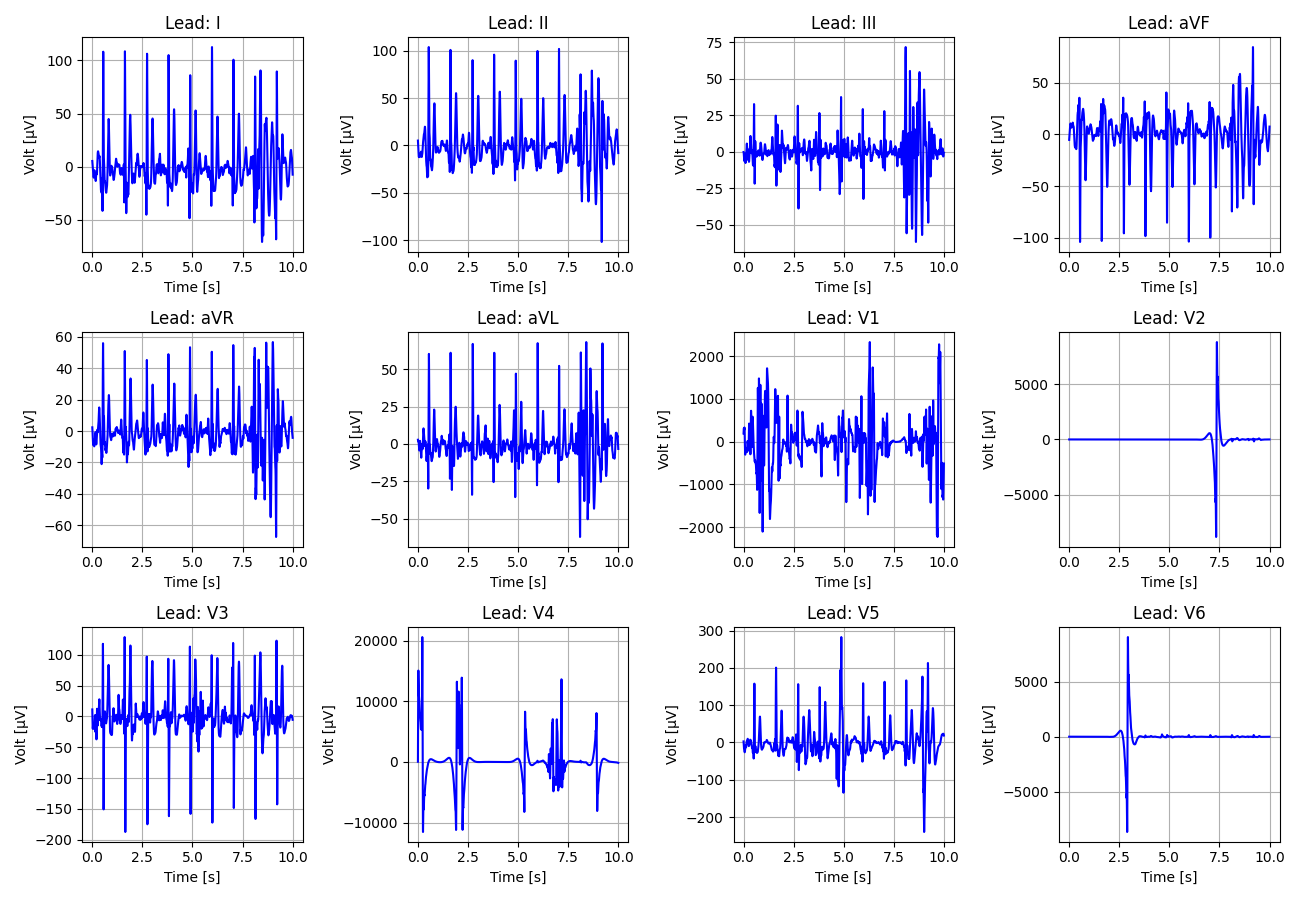 Lead: I
Volt [µV]
100
50
0
−50
0.0 2.5 5.0 7.5 10.0
Time [s]
Lead: II
Volt [µV]
100
50
0
−50
−100
0.0 2.5 5.0 7.5 10.0
Time [s]
Lead: III
Volt [µV]
75
50
25
0
−25
−50
0.0 2.5 5.0 7.5 10.0
Time [s]
Lead: aVF
Volt [µV]
50
0
−50
−100
0.0 2.5 5.0 7.5 10.0
Time [s]
Lead: aVR
Volt [µV]
60
40
20
0
−20
−40
−60
0.0 2.5 5.0 7.5 10.0
Time [s]
Lead: aVL
Volt [µV]
50
25
0
−25
−50
0.0 2.5 5.0 7.5 10.0
Time [s]
Lead: V1
Volt [µV]
2000
1000
0
−1000
−2000
0.0 2.5 5.0 7.5 10.0
Time [s]
Lead: V2
Volt [µV]
5000
0
−5000
0.0 2.5 5.0 7.5 10.0
Time [s]
Lead: V3
Volt [µV]
100
50
0
−50
−100
−150
−200
0.0 2.5 5.0 7.5 10.0
Time [s]
Lead: V4
Volt [µV]
20000
10000
0
−10000
0.0 2.5 5.0 7.5 10.0
Time [s]
Lead: V5
Volt [µV]
300
200
100
0
−100
−200
0.0 2.5 5.0 7.5 10.0
Time [s]
Lead: V6
Volt [µV]
5000
0
−5000
0.0 2.5 5.0 7.5 10.0
Time [s]